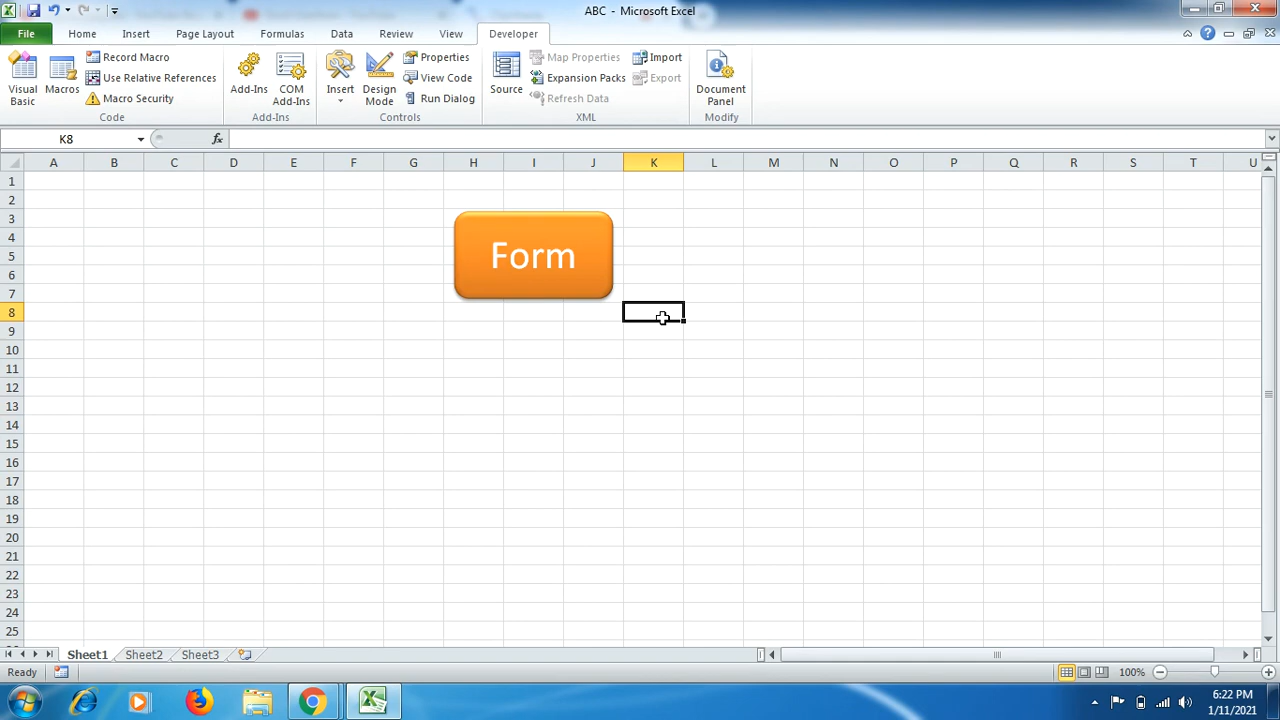 ABC - Microsoft Excel
File Home Insert Page Layout Formulas Data Review View Developer
Visual Basic
Macros
Record Macro
Use Relative References
Macro Security
Code
Add-Ins
COM Add-Ins
Add-Ins
Insert
Design Mode
Properties
View Code
Run Dialog
Controls
Source
Map Properties
Expansion Packs
Refresh Data
Import
Export
XML
Document Panel
Modify
K8 fx
A B C D E F G H I J K L M N O P Q R S T U
1
2
3
4
5
6
7
8
9
10
11
12
13
14
15
16
17
18
19
20
21
22
23
24
25
Form
Sheet1 Sheet2 Sheet3
Ready 100%
6:22 PM
1/11/2021